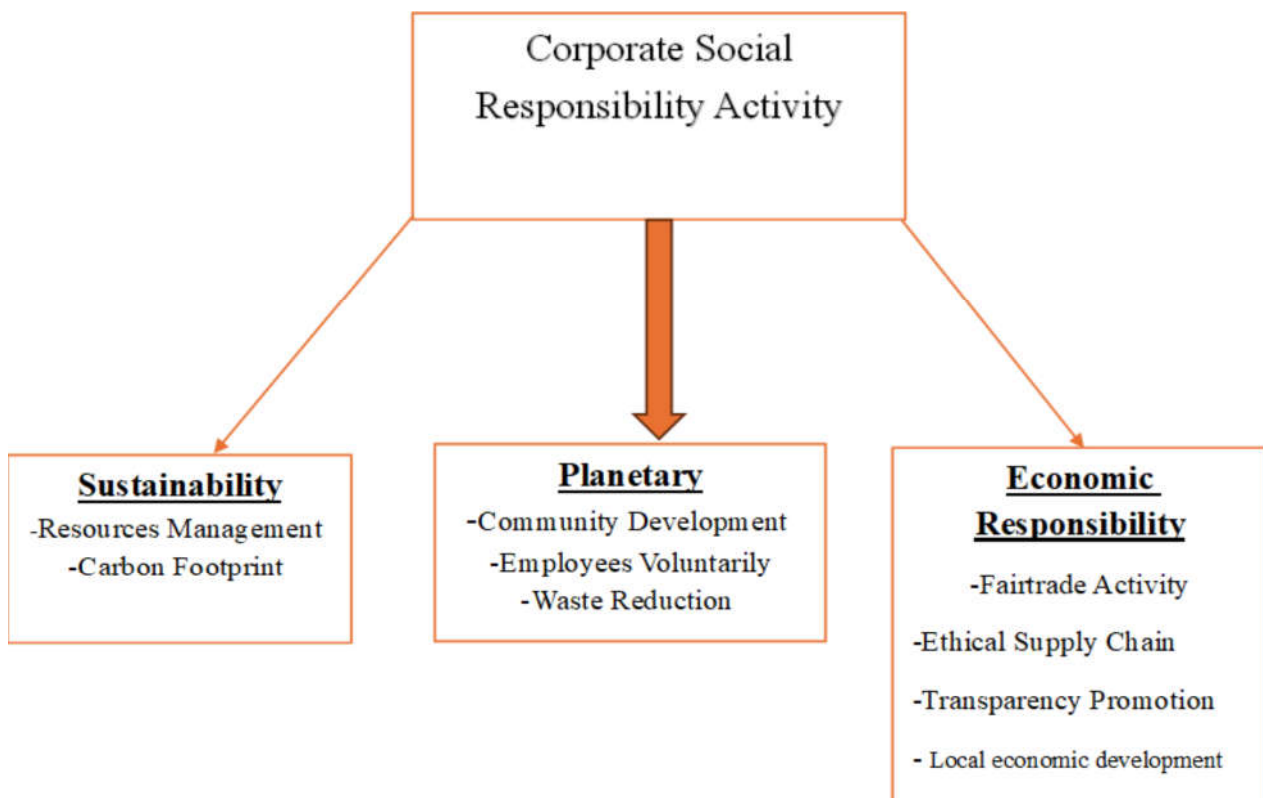 Corporate Social
Responsibility Activity
Sustainability
-Resources Management
-Carbon Footprint
Planetary
-Community Development
-Employees Voluntarily
-Waste Reduction
Economic
Responsibility
-Fairtrade Activity
-Ethical Supply Chain
-Transparency Promotion
- Local economic development